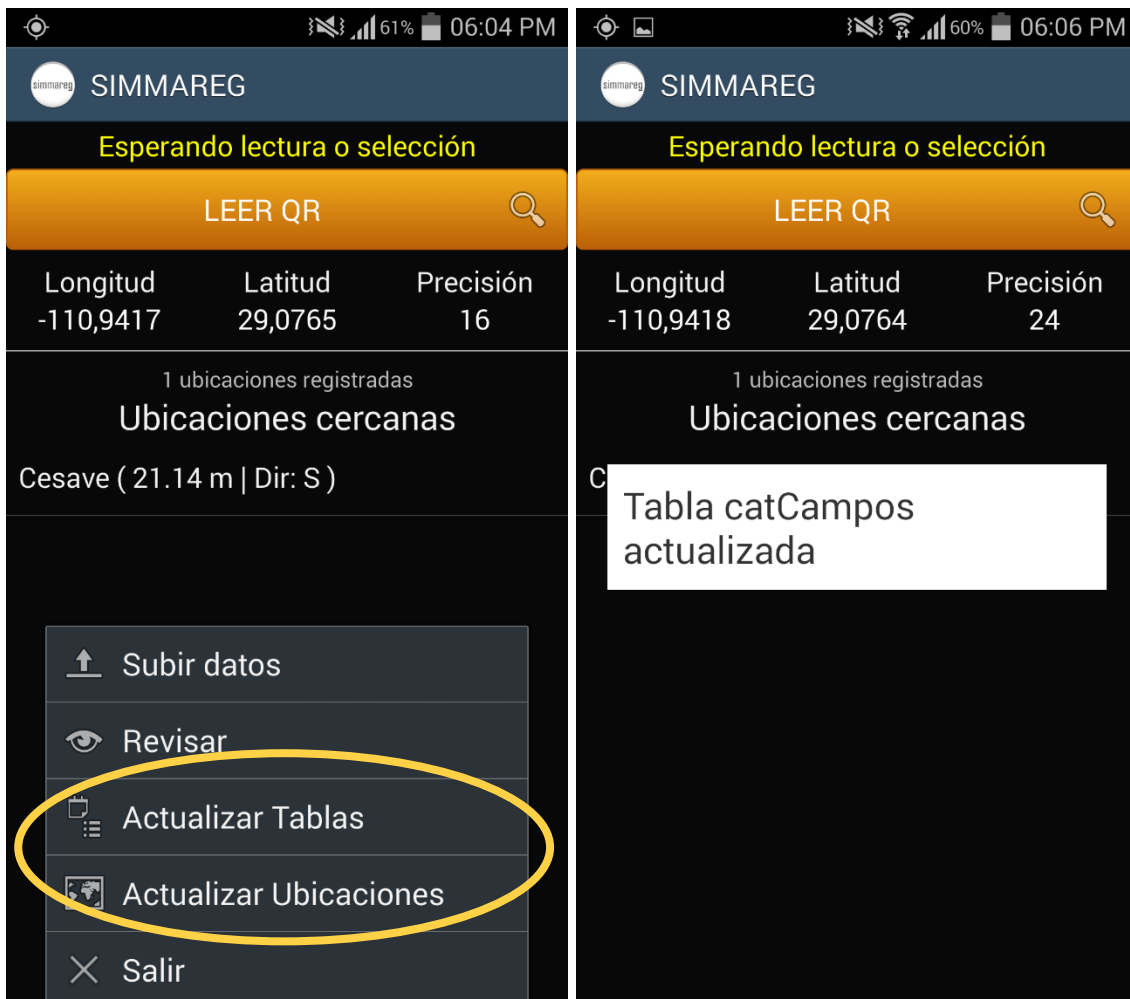 61% 06:04 PM
simmareg SIMMAREG
Esperando lectura o selección
LEER QR
Longitud Latitud Precisión
-110,9417 29,0765 16
1 ubicaciones registradas
Ubicaciones cercanas
Cesave ( 21.14 m | Dir: S )
Subir datos
Revisar
Actualizar Tablas
Actualizar Ubicaciones
Salir
60% 06:06 PM
simmareg SIMMAREG
Esperando lectura o selección
LEER QR
Longitud Latitud Precisión
-110,9418 29,0764 24
1 ubicaciones registradas
Ubicaciones cercanas
C
Tabla catCampos
actualizada